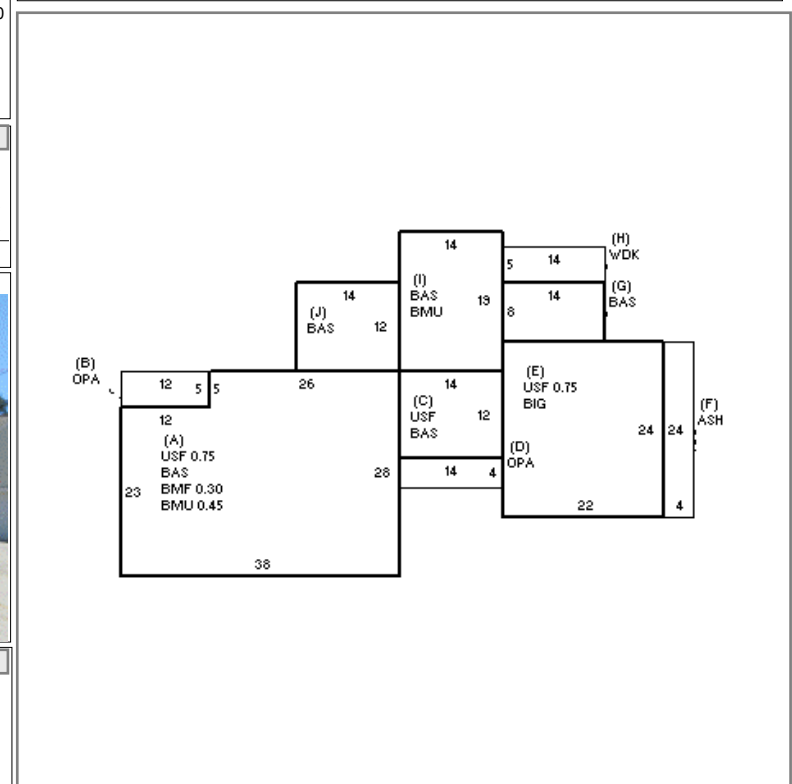 (H)
WDK
14
5
14
(I)
BAS
BMU
19
(G)
BAS
14
8
14
(J)
BAS
12
(B)
OPA
12
5
5
26
14
(C)
USF
BAS
12
(E)
USF 0.75
BIG
24
24
(F)
ASH
12
(A)
USF 0.75
BAS
BMF 0.30
BMU 0.45
23
28
(D)
OPA
14
4
22
4
38